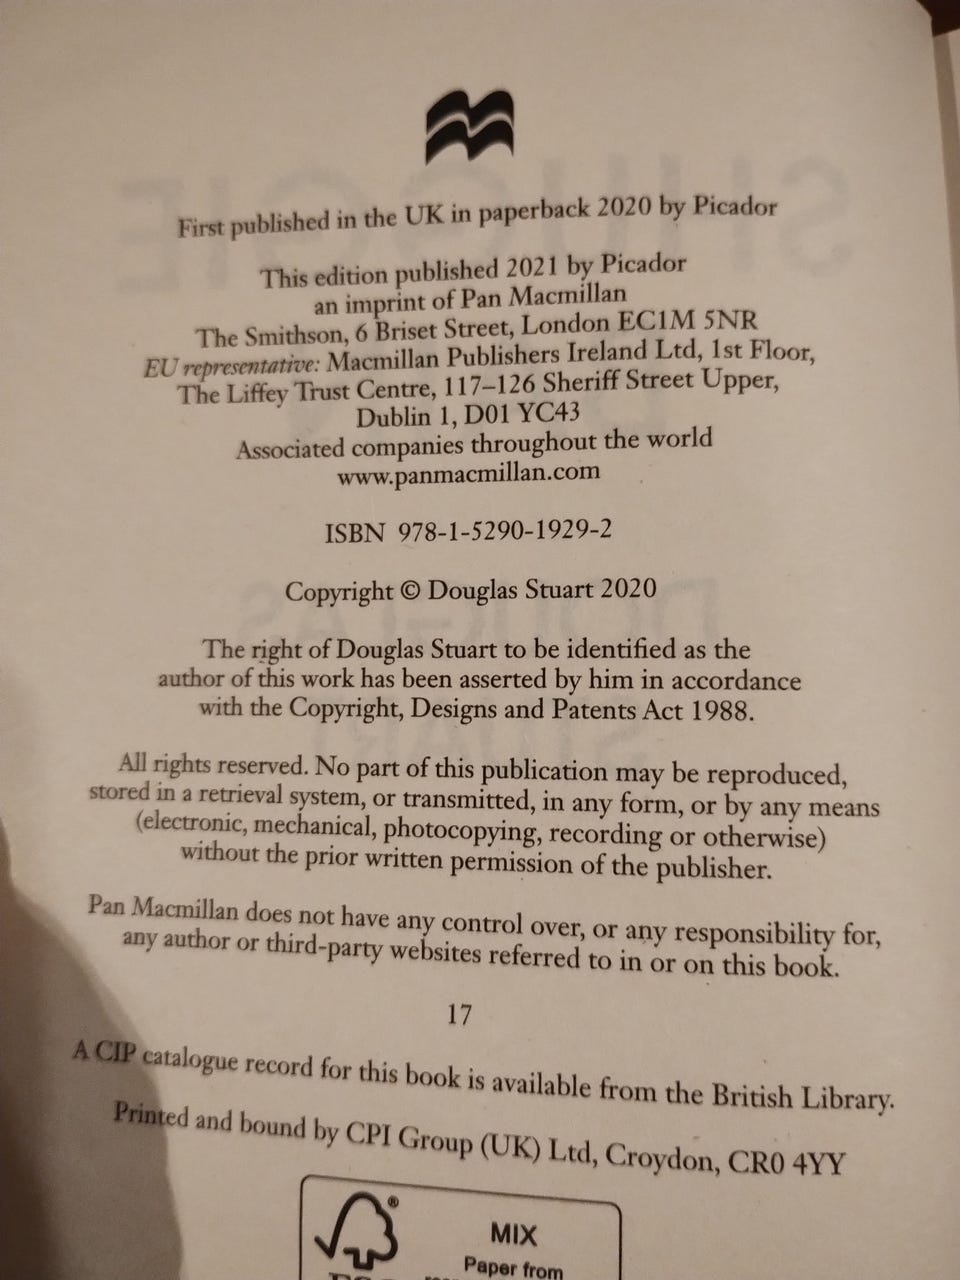 First published in the UK in paperback 2020 by Picador
This edition published 2021 by Picador
an imprint of Pan Macmillan
The Smithson, 6 Briset Street, London EC1M 5NR
EU representative: Macmillan Publishers Ireland Ltd, 1st Floor,
The Liffey Trust Centre, 117–126 Sheriff Street Upper,
Dublin 1, D01 YC43
Associated companies throughout the world
www.panmacmillan.com
ISBN 978-1-5290-1929-2
Copyright © Douglas Stuart 2020
The right of Douglas Stuart to be identified as the
author of this work has been asserted by him in accordance
with the Copyright, Designs and Patents Act 1988.
All rights reserved. No part of this publication may be reproduced,
stored in a retrieval system, or transmitted, in any form, or by any means
(electronic, mechanical, photocopying, recording or otherwise)
without the prior written permission of the publisher.
Pan Macmillan does not have any control over, or any responsibility for,
any author or third-party websites referred to in or on this book.
17
A CIP catalogue record for this book is available from the British Library.
Printed and bound by CPI Group (UK) Ltd, Croydon, CR0 4YY
®
MIX
Paper from